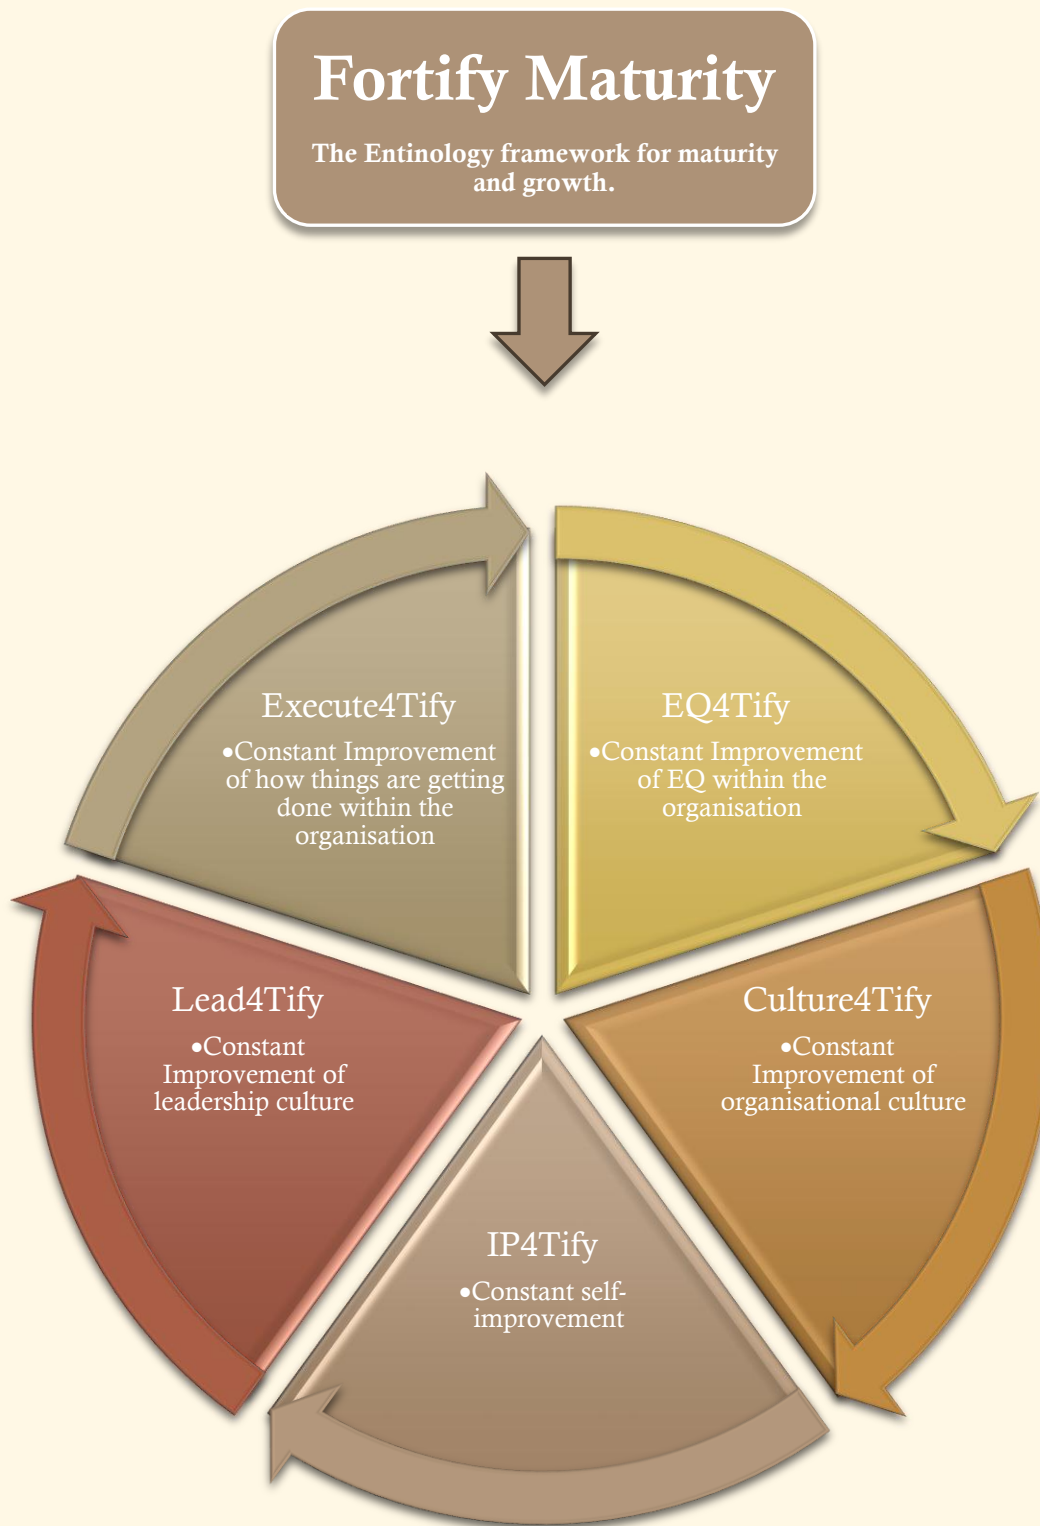 Fortify Maturity
The Entinology framework for maturity
and growth.
Execute4Tify
•Constant Improvement
of how things are getting
done within the
organisation
EQ4Tify
•Constant Improvement
of EQ within the
organisation
Lead4Tify
•Constant
Improvement of
leadership culture
Culture4Tify
•Constant
Improvement of
organisational culture
IP4Tify
•Constant self-
improvement